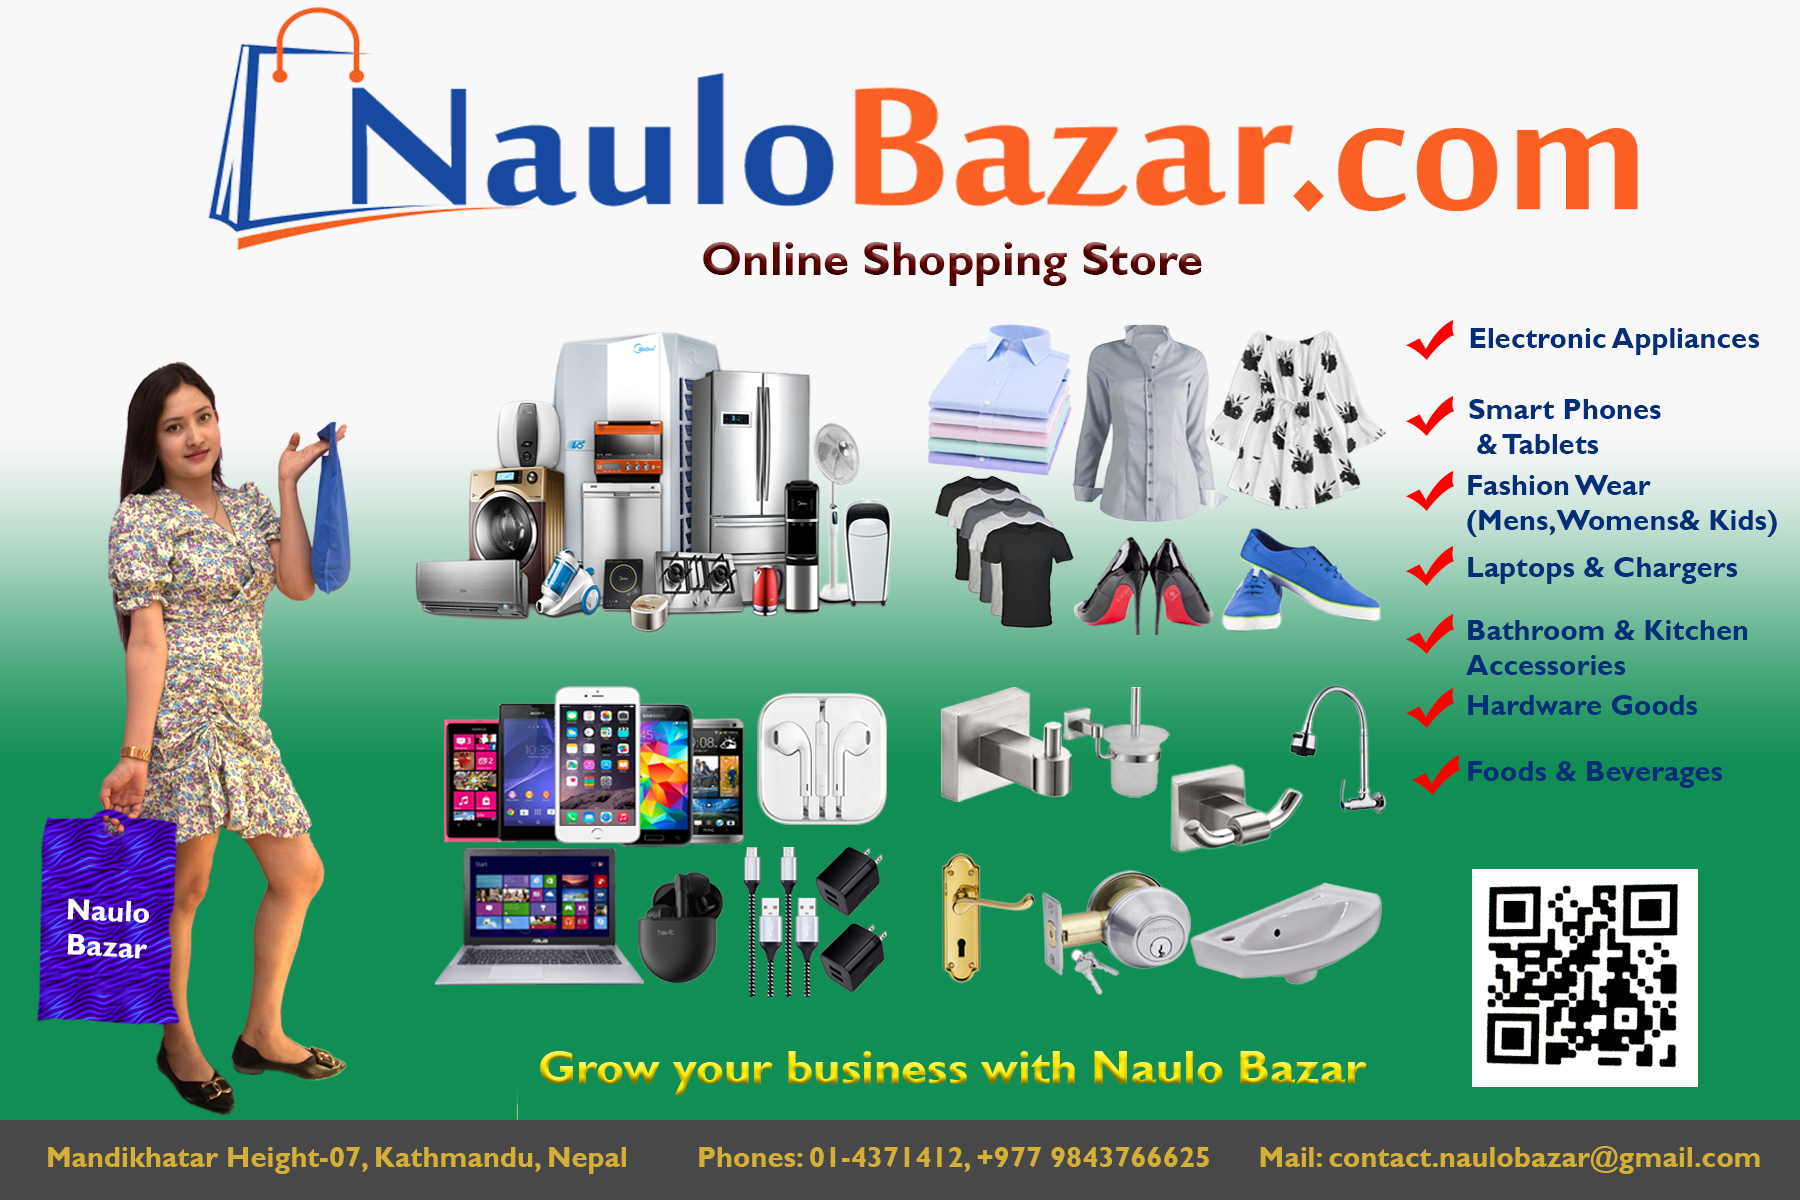 NauloBazar.com
Online Shopping Store
Electronic Appliances
Smart Phones
& Tablets
Fashion Wear
(Mens,Womens& Kids)
Laptops & Chargers
Bathroom & Kitchen
Accessories
Hardware Goods
Foods & Beverages
Naulo
Bazar
Grow your business with Naulo Bazar
Mandikhatar Height-07, Kathmandu, Nepal
Phones: 01-4371412, +977 9843766625
Mail: contact.naulobazar@gmail.com